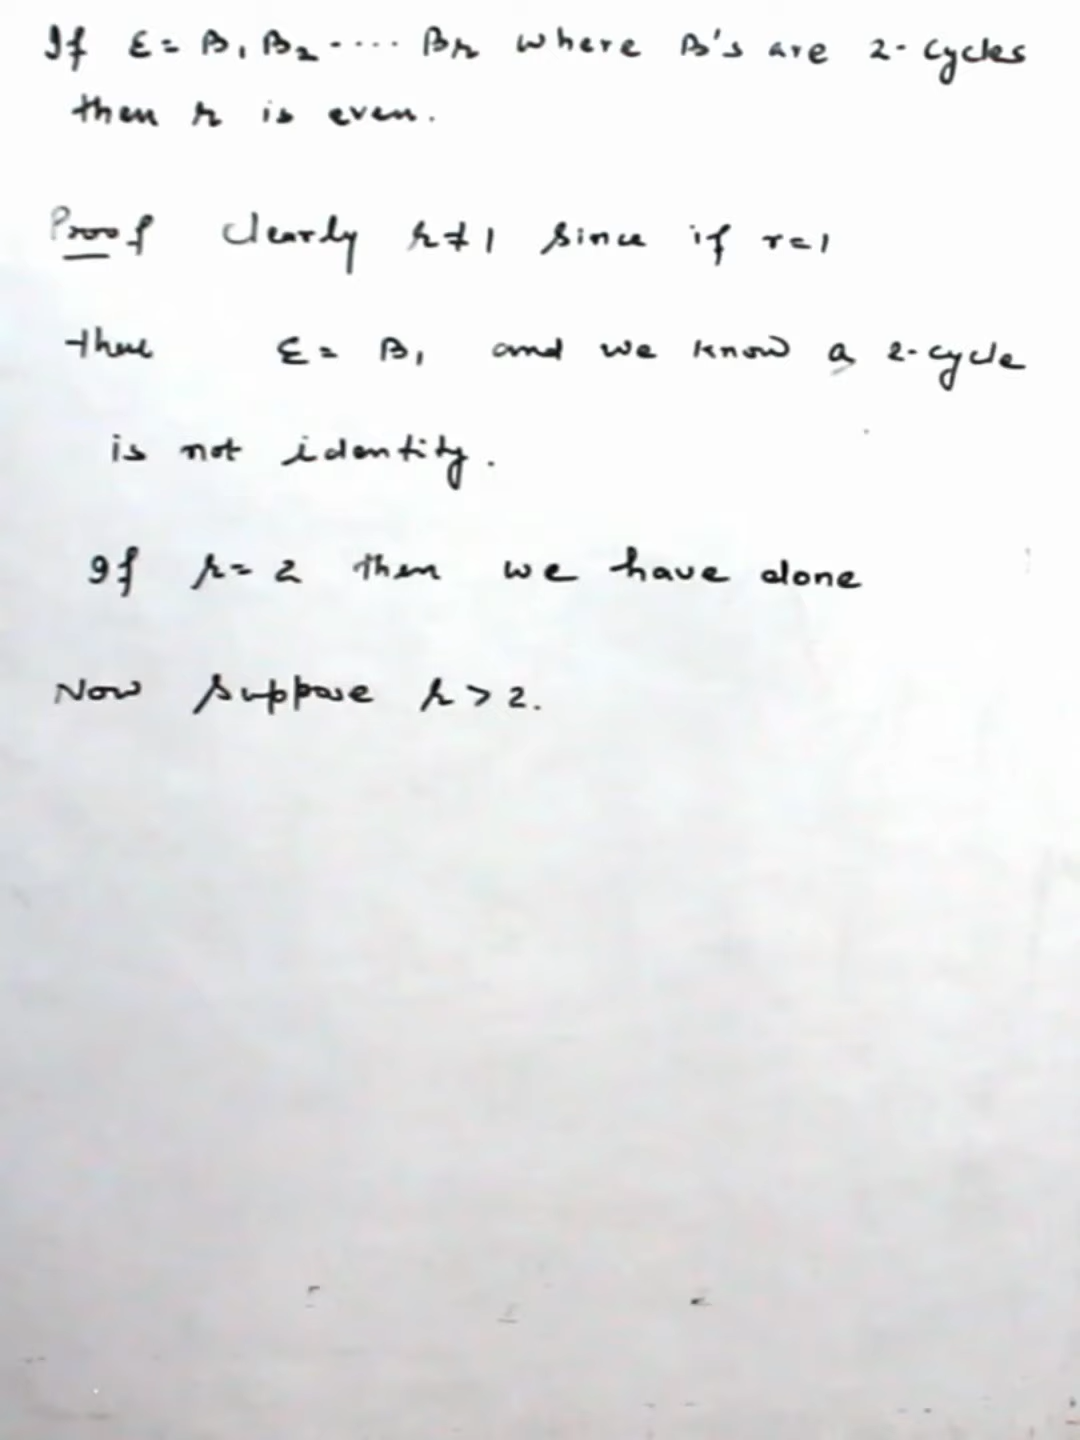 If ε = β₁ β₂ ..... βr where β's are 2-cycles
then r is even.
Proof Clearly r ≠ 1 since if r=1
then ε = β₁ and we know a 2-cycle
is not identity.
If r = 2 then we have done
Now suppose r > 2.